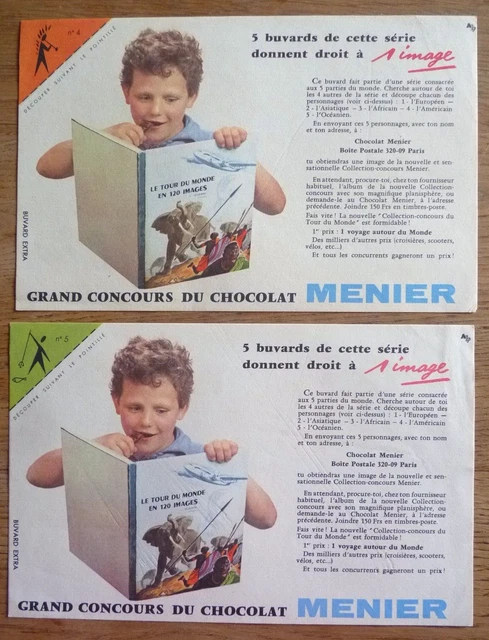 n° 4
DÉCOUPER SUIVANT LE POINTILLÉ
BUVARD EXTRA
5 buvards de cette série
donnent droit à 1 image
Ce buvard fait partie d'une série consacrée
aux 5 parties du monde. Cherche autour de toi
les 4 autres de la série et découpe chacun des
personnages (voir ci-dessus) : 1 - l'Européen —
2 - l'Asiatique — 3 - l'Africain — 4 - l'Américain
5 - l'Océanien.
En envoyant ces 5 personnages, avec ton nom
et ton adresse, à :
Chocolat Menier
Boîte Postale 320-09 Paris
tu obtiendras une image de la nouvelle et sen-
sationnelle Collection-concours Menier.
En attendant, procure-toi, chez ton fournisseur
habituel, l'album de la nouvelle Collection-
concours avec son magnifique planisphère, ou
demande-le au Chocolat Menier, à l'adresse
précédente. Joindre 150 Frs en timbres-poste.
Fais vite ! La nouvelle "Collection-concours du
Tour du Monde" est formidable !
1er prix : 1 voyage autour du Monde
Des milliers d'autres prix (croisières, scooters,
vélos, etc...)
Et tous les concurrents gagneront un prix !
LE TOUR DU MONDE
EN 120 IMAGES
GRAND CONCOURS DU CHOCOLAT MENIER
n° 5
DÉCOUPER SUIVANT LE POINTILLÉ
BUVARD EXTRA
5 buvards de cette série
donnent droit à 1 image
Ce buvard fait partie d'une série consacrée
aux 5 parties du monde. Cherche autour de toi
les 4 autres de la série et découpe chacun des
personnages (voir ci-dessus) : 1 - l'Européen —
2 - l'Asiatique — 3 - l'Africain — 4 - l'Américain
5 - l'Océanien.
En envoyant ces 5 personnages, avec ton nom
et ton adresse, à :
Chocolat Menier
Boîte Postale 320-09 Paris
tu obtiendras une image de la nouvelle et sen-
sationnelle Collection-concours Menier.
En attendant, procure-toi, chez ton fournisseur
habituel, l'album de la nouvelle Collection-
concours avec son magnifique planisphère, ou
demande-le au Chocolat Menier, à l'adresse
précédente. Joindre 150 Frs en timbres-poste.
Fais vite ! La nouvelle "Collection-concours du
Tour du Monde" est formidable !
1er prix : 1 voyage autour du Monde
Des milliers d'autres prix (croisières, scooters,
vélos, etc...)
Et tous les concurrents gagneront un prix !
LE TOUR DU MONDE
EN 120 IMAGES
GRAND CONCOURS DU CHOCOLAT MENIER